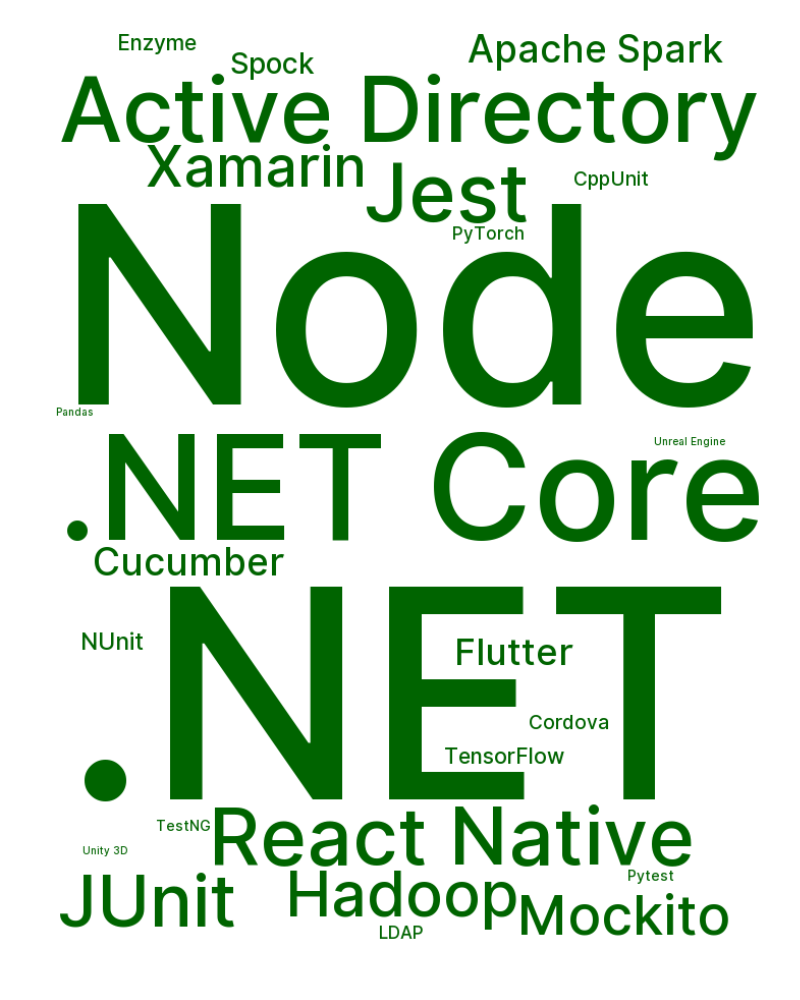 Enzyme
Apache Spark
Spock
Active Directory
Xamarin
Jest
CppUnit
PyTorch
Node
Pandas
Unreal Engine
.NET Core
Cucumber
NUnit
Flutter
.NET
Cordova
TensorFlow
TestNG
React Native
Unity 3D
Pytest
JUnit
Hadoop
Mockito
LDAP